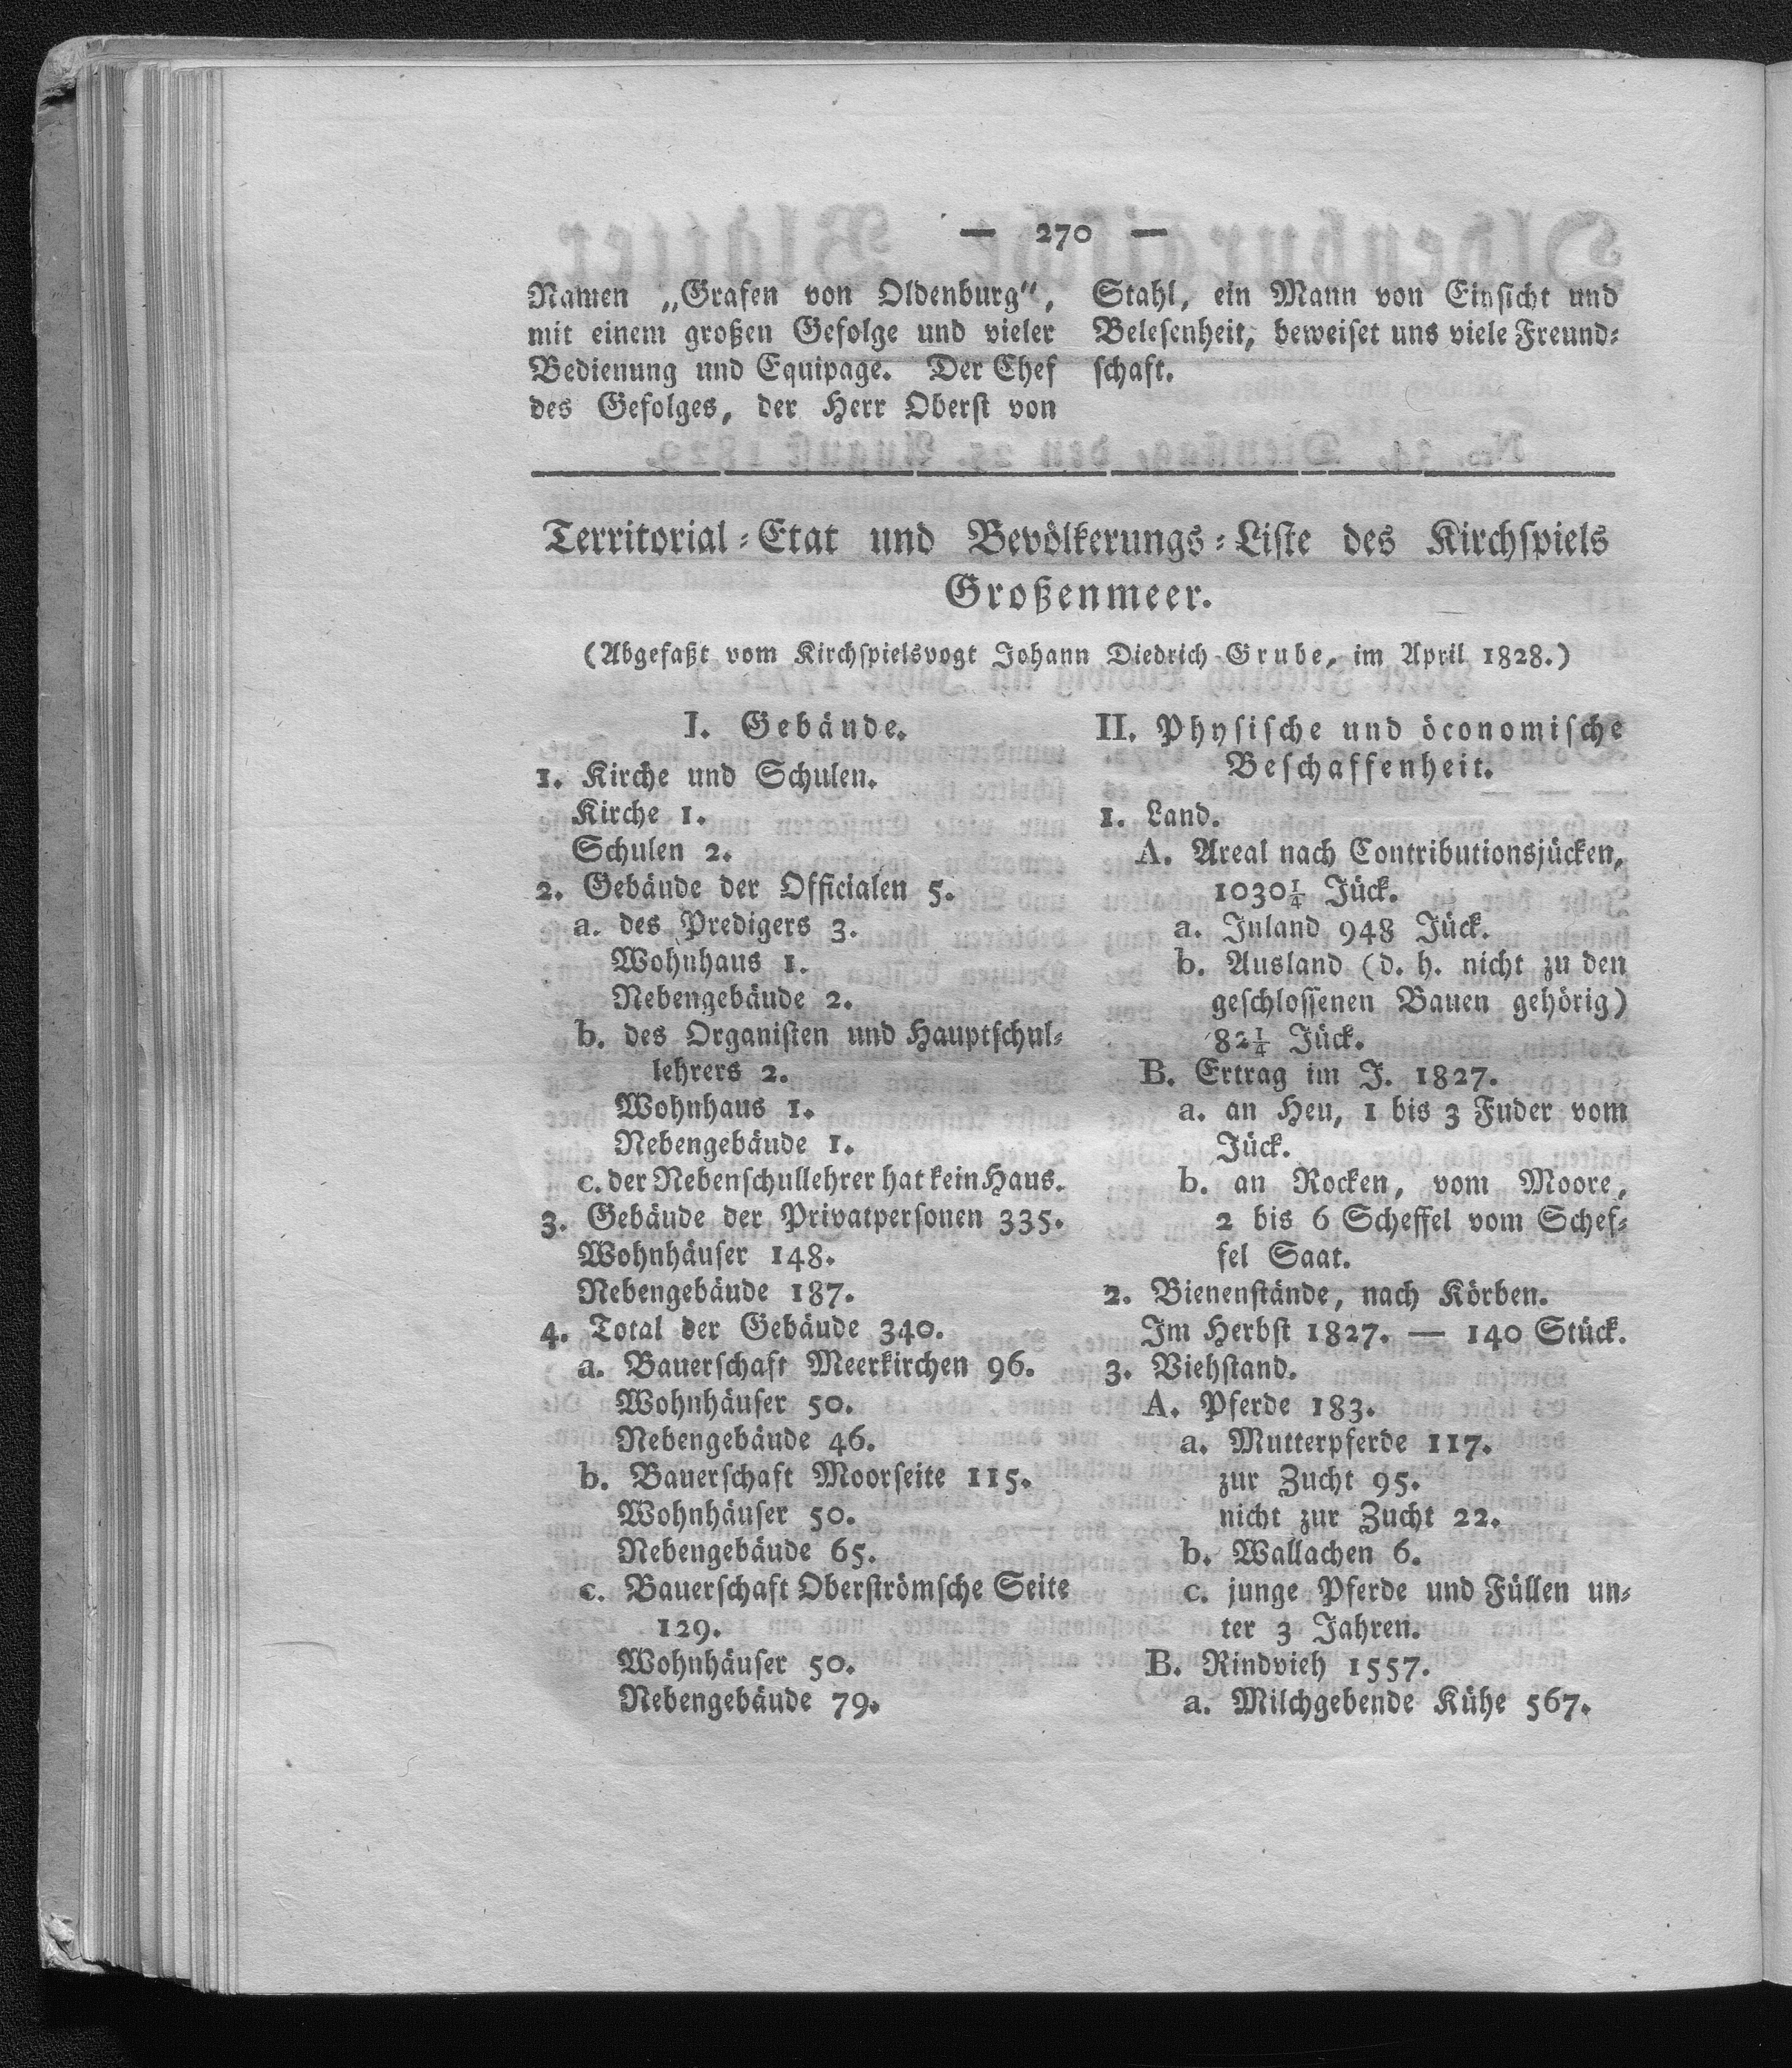 — 270 —
Namen „Grafen von Oldenburg“,
mit einem großen Gefolge und vieler
Bedienung und Equipage. Der Chef
des Gefolges, der Herr Oberst von
Stahl, ein Mann von Einsicht und
Belesenheit, beweiset uns viele Freund-
schaft.
Territorial-Etat und Bevölkerungs-Liste des Kirchspiels
Großenmeer.
(Abgefaßt vom Kirchspielsvogt Johann Diedrich Grube, im April 1828.)
I. Gebäude.
1. Kirche und Schulen.
Kirche 1.
Schulen 2.
2. Gebäude der Officialen 5.
a. des Predigers 3.
Wohnhaus 1.
Nebengebäude 2.
b. des Organisten und Hauptschul-
lehrers 2.
Wohnhaus 1.
Nebengebäude 1.
c. der Nebenschullehrer hat kein Haus.
3. Gebäude der Privatpersonen 335.
Wohnhäuser 148.
Nebengebäude 187.
4. Total der Gebäude 340.
a. Bauerschaft Meerkirchen 96.
Wohnhäuser 50.
Nebengebäude 46.
b. Bauerschaft Moorseite 115.
Wohnhäuser 50.
Nebengebäude 65.
c. Bauerschaft Oberströmsche Seite
129.
Wohnhäuser 50.
Nebengebäude 79.
II. Physische und öconomische
Beschaffenheit.
1. Land.
A. Areal nach Contributionsjücken,
1030¼ Jück.
a. Inland 948 Jück.
b. Ausland (d. h. nicht zu den
geschlossenen Bauen gehörig)
82¼ Jück.
B. Ertrag im J. 1827.
a. an Heu, 1 bis 3 Fuder vom
Jück.
b. an Rocken, vom Moore,
2 bis 6 Scheffel vom Schef-
fel Saat.
2. Bienenstände, nach Körben.
Im Herbst 1827. — 140 Stück.
3. Viehstand.
A. Pferde 183.
a. Mutterpferde 117.
zur Zucht 95.
nicht zur Zucht 22.
b. Wallachen 6.
c. junge Pferde und Füllen un-
ter 3 Jahren.
B. Rindvieh 1557.
a. Milchgebende Kühe 567.